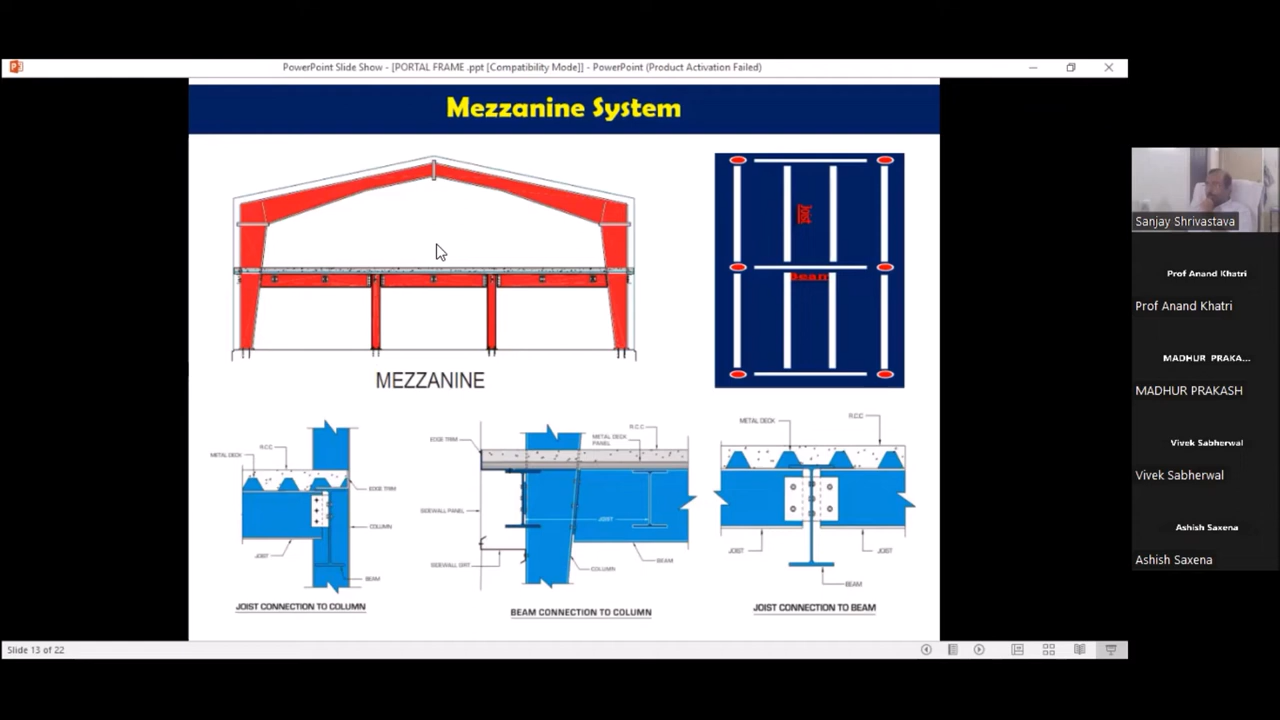 PowerPoint Slide Show - [PORTAL FRAME .ppt [Compatibility Mode]] - PowerPoint (Product Activation Failed)
Mezzanine System
Joist
Beam
MEZZANINE
R.C.C.
METAL DECK
EDGE TRIM
COLUMN
JOIST
BEAM
JOIST CONNECTION TO COLUMN
EDGE TRIM
R.C.C.
METAL DECK
PANEL
SIDEWALL PANEL
JOIST
SIDEWALL GIRT
BEAM
COLUMN
BEAM CONNECTION TO COLUMN
METAL DECK
R.C.C.
JOIST
JOIST
BEAM
JOIST CONNECTION TO BEAM
Slide 13 of 22
Sanjay Shrivastava
Prof Anand Khatri
Prof Anand Khatri
MADHUR PRAKA...
MADHUR PRAKASH
Vivek Sabherwal
Vivek Sabherwal
Ashish Saxena
Ashish Saxena